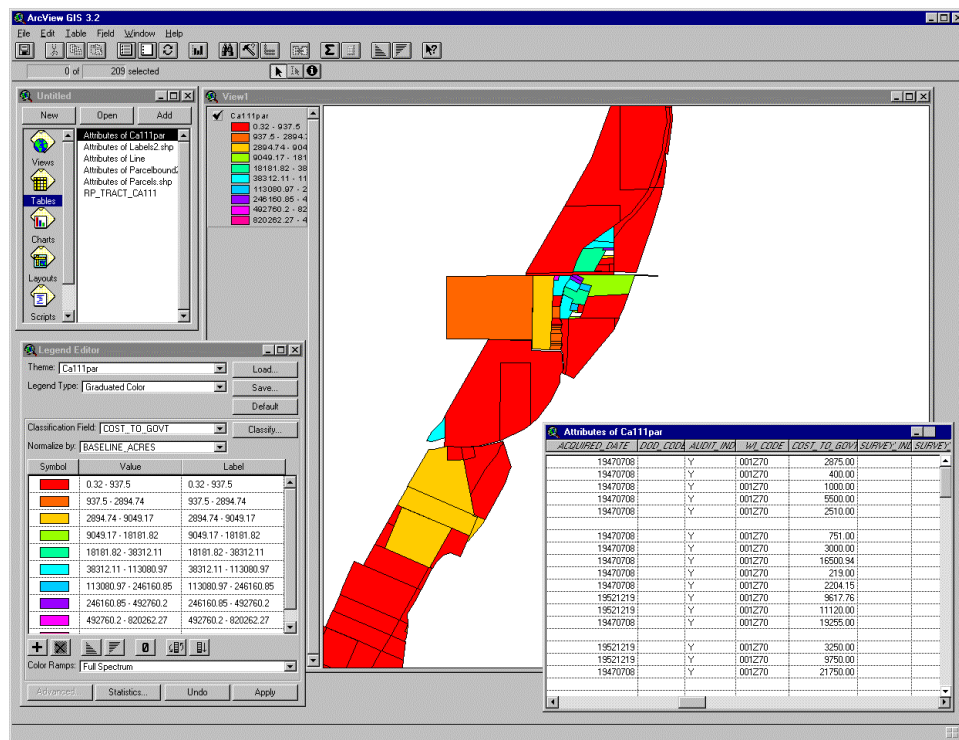 ArcView GIS 3.2
File Edit Table Field Window Help
0 of 209 selected
Untitled
New Open Add
Views
Tables
Charts
Layouts
Scripts
Attributes of Ca111par
Attributes of Labels2.shp
Attributes of Line
Attributes of Parcelbound2
Attributes of Parcels.shp
RP_TRACT_CA111
View1
Ca111par
0.32 - 937.5
937.5 - 2894.7
2894.74 - 904
9049.17 - 181
18181.82 - 38
38312.11 - 11
113080.97 - 2
246160.85 - 4
492760.2 - 82
820262.27 - 4
Legend Editor
Theme: Ca111par Load...
Legend Type: Graduated Color Save...
Default
Classification Field: COST_TO_GOVT Classify...
Normalize by: BASELINE_ACRES
Symbol Value Label
0.32 - 937.5 0.32 - 937.5
937.5 - 2894.74 937.5 - 2894.74
2894.74 - 9049.17 2894.74 - 9049.17
9049.17 - 18181.82 9049.17 - 18181.82
18181.82 - 38312.11 18181.82 - 38312.11
38312.11 - 113080.97 38312.11 - 113080.97
113080.97 - 246160.85 113080.97 - 246160.85
246160.85 - 492760.2 246160.85 - 492760.2
492760.2 - 820262.27 492760.2 - 820262.27
Color Ramps: Full Spectrum
Advanced... Statistics... Undo Apply
Attributes of Ca111par
ACQUIRED_DATE DOD_CODE AUDIT_IND WI_CODE COST_TO_GOVT SURVEY_IND SURVEY
19470708 Y 001Z70 2875.00
19470708 Y 001Z70 400.00
19470708 Y 001Z70 1000.00
19470708 Y 001Z70 5500.00
19470708 Y 001Z70 2510.00
19470708 Y 001Z70 751.00
19470708 Y 001Z70 3000.00
19470708 Y 001Z70 16500.94
19470708 Y 001Z70 219.00
19470708 Y 001Z70 2204.15
19521219 Y 001Z70 9617.76
19521219 Y 001Z70 11120.00
19470708 Y 001Z70 19255.00
19521219 Y 001Z70 3250.00
19521219 Y 001Z70 9750.00
19470708 Y 001Z70 21750.00